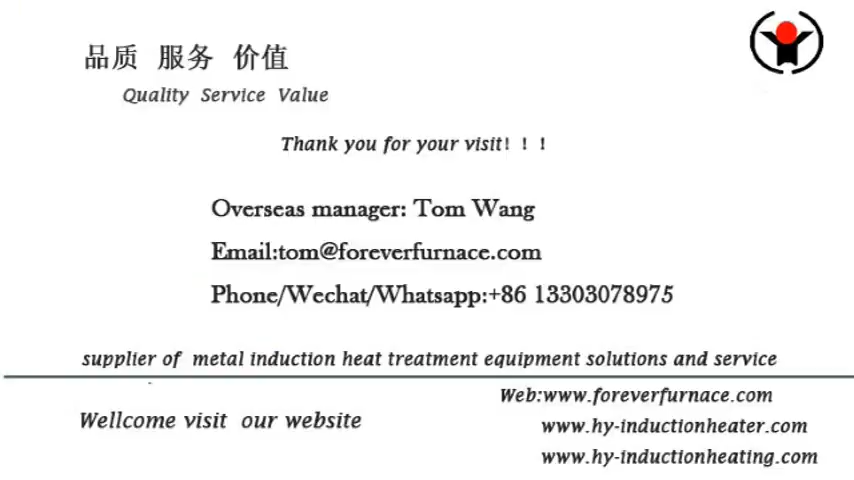 品质 服务 价值
Quality Service Value
Thank you for your visit！！！
Overseas manager: Tom Wang
Email:tom@foreverfurnace.com
Phone/Wechat/Whatsapp:+86 13303078975
supplier of metal induction heat treatment equipment solutions and service
Wellcome visit our website
Web:www.foreverfurnace.com
www.hy-inductionheater.com
www.hy-inductionheating.com